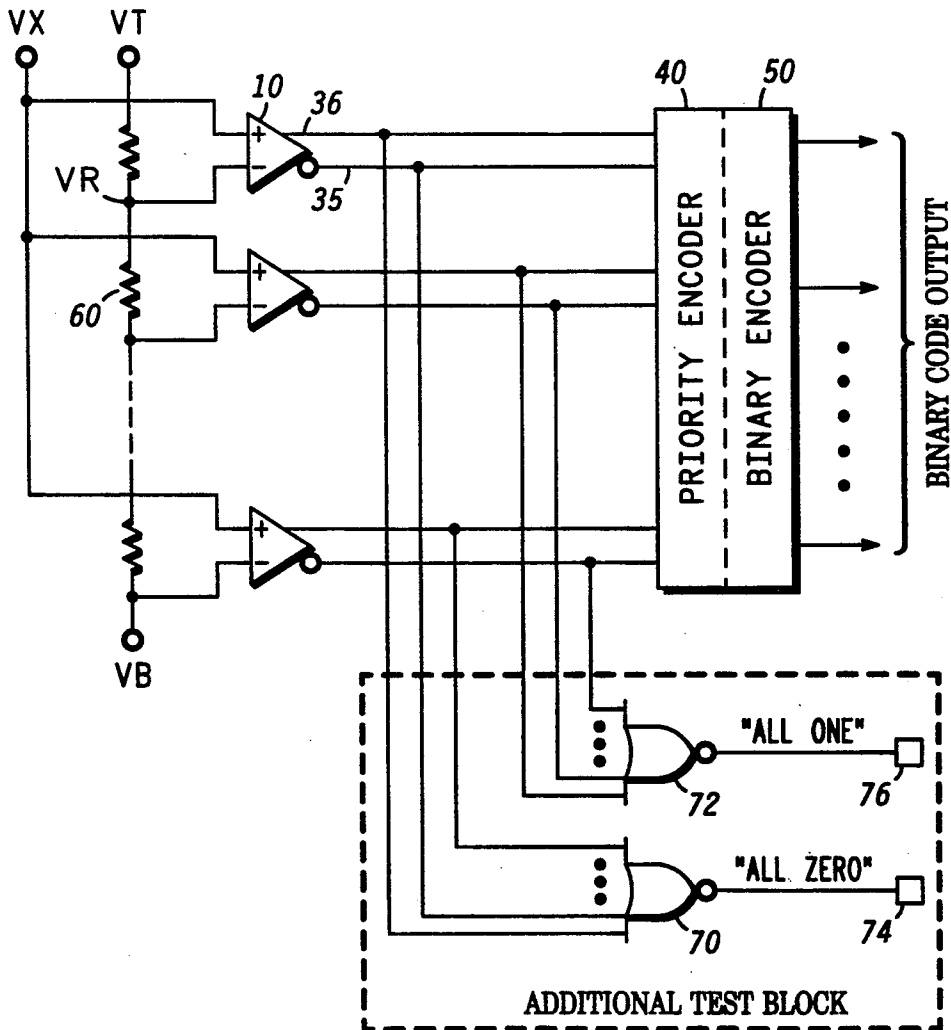 VX VT
10
36
40
50
+
−
35
VR
+
−
60
PRIORITY ENCODER
BINARY ENCODER
BINARY CODE OUTPUT
+
−
VB
"ALL ONE"
72
76
"ALL ZERO"
70
74
ADDITIONAL TEST BLOCK